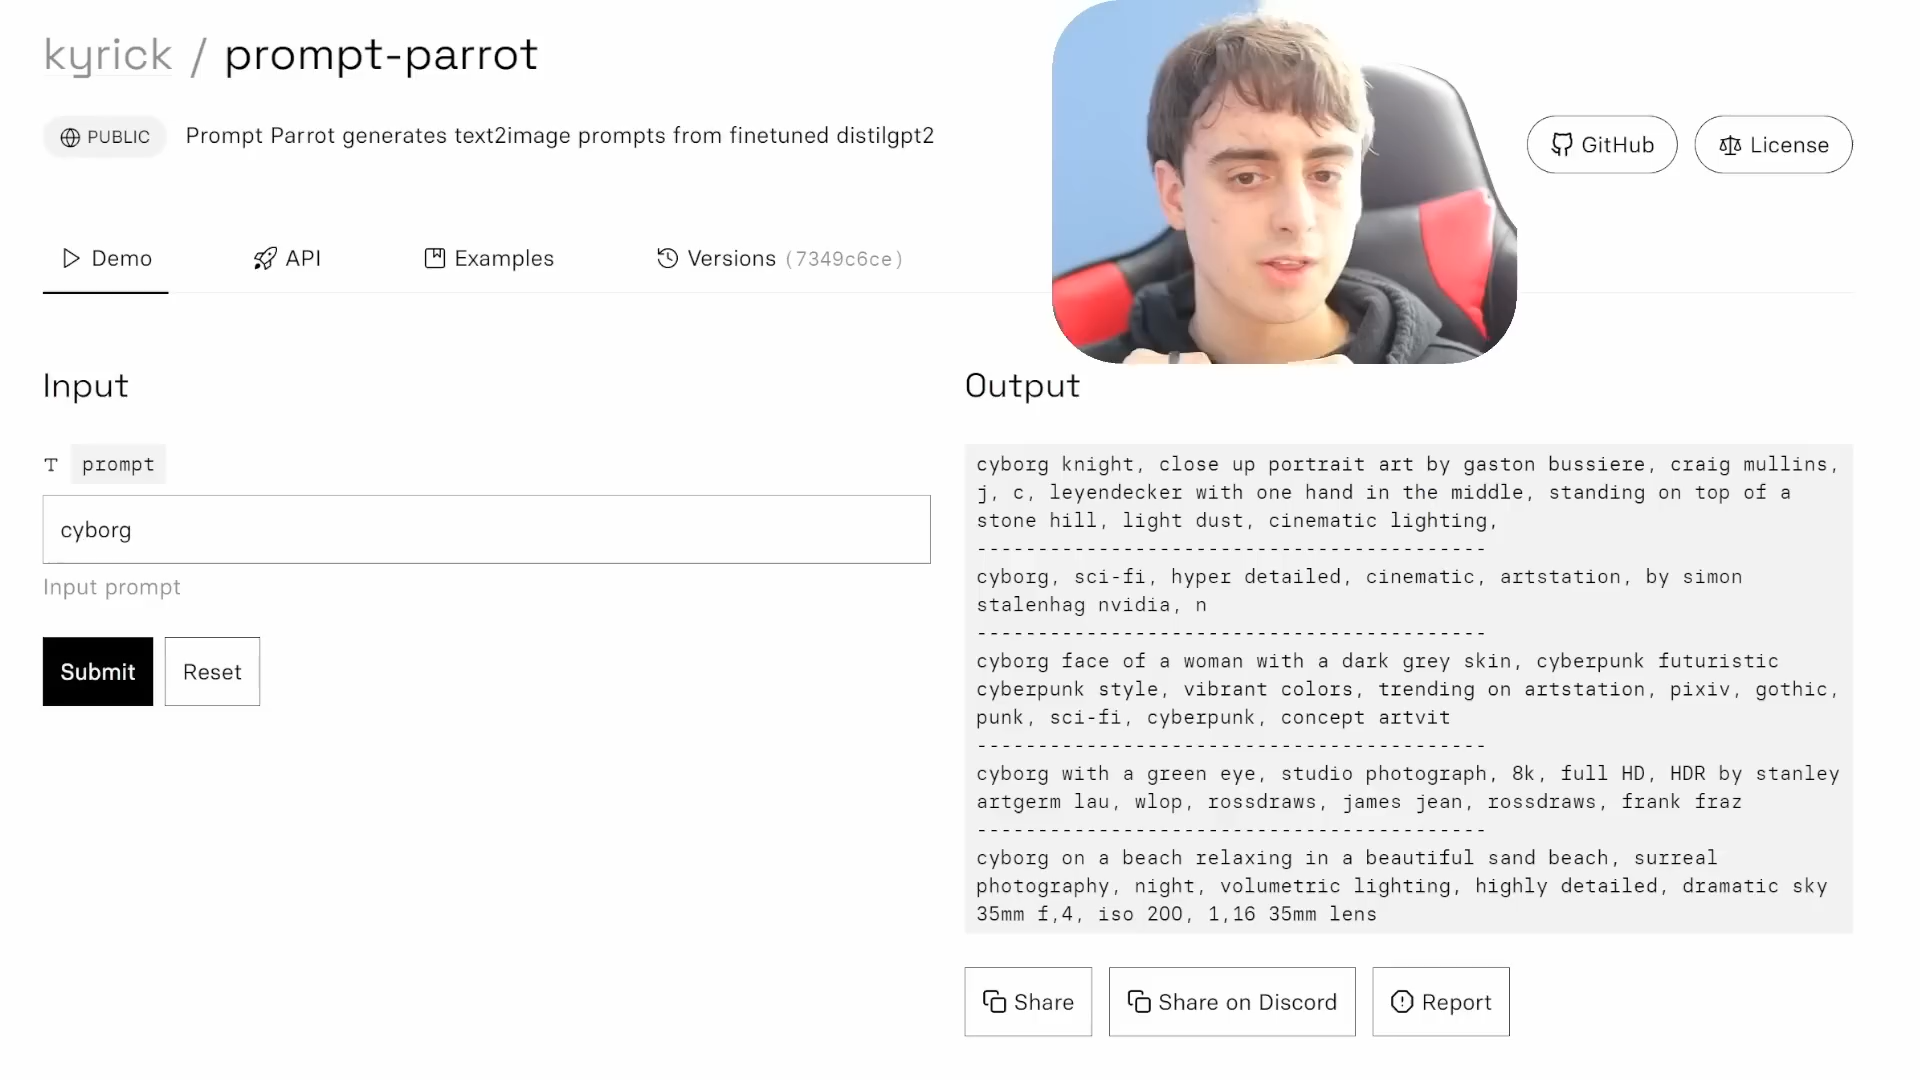 kyrick / prompt-parrot
PUBLIC
Prompt Parrot generates text2image prompts from finetuned distilgpt2
GitHub
License
Demo
API
Examples
Versions (7349c6ce)
Input
T prompt
cyborg
Input prompt
Submit
Reset
Output
cyborg knight, close up portrait art by gaston bussiere, craig mullins,
j, c, leyendecker with one hand in the middle, standing on top of a
stone hill, light dust, cinematic lighting,
------------------------------------------
cyborg, sci-fi, hyper detailed, cinematic, artstation, by simon
stalenhag nvidia, n
------------------------------------------
cyborg face of a woman with a dark grey skin, cyberpunk futuristic
cyberpunk style, vibrant colors, trending on artstation, pixiv, gothic,
punk, sci-fi, cyberpunk, concept artvit
------------------------------------------
cyborg with a green eye, studio photograph, 8k, full HD, HDR by stanley
artgerm lau, wlop, rossdraws, james jean, rossdraws, frank fraz
------------------------------------------
cyborg on a beach relaxing in a beautiful sand beach, surreal
photography, night, volumetric lighting, highly detailed, dramatic sky
35mm f,4, iso 200, 1,16 35mm lens
Share
Share on Discord
Report